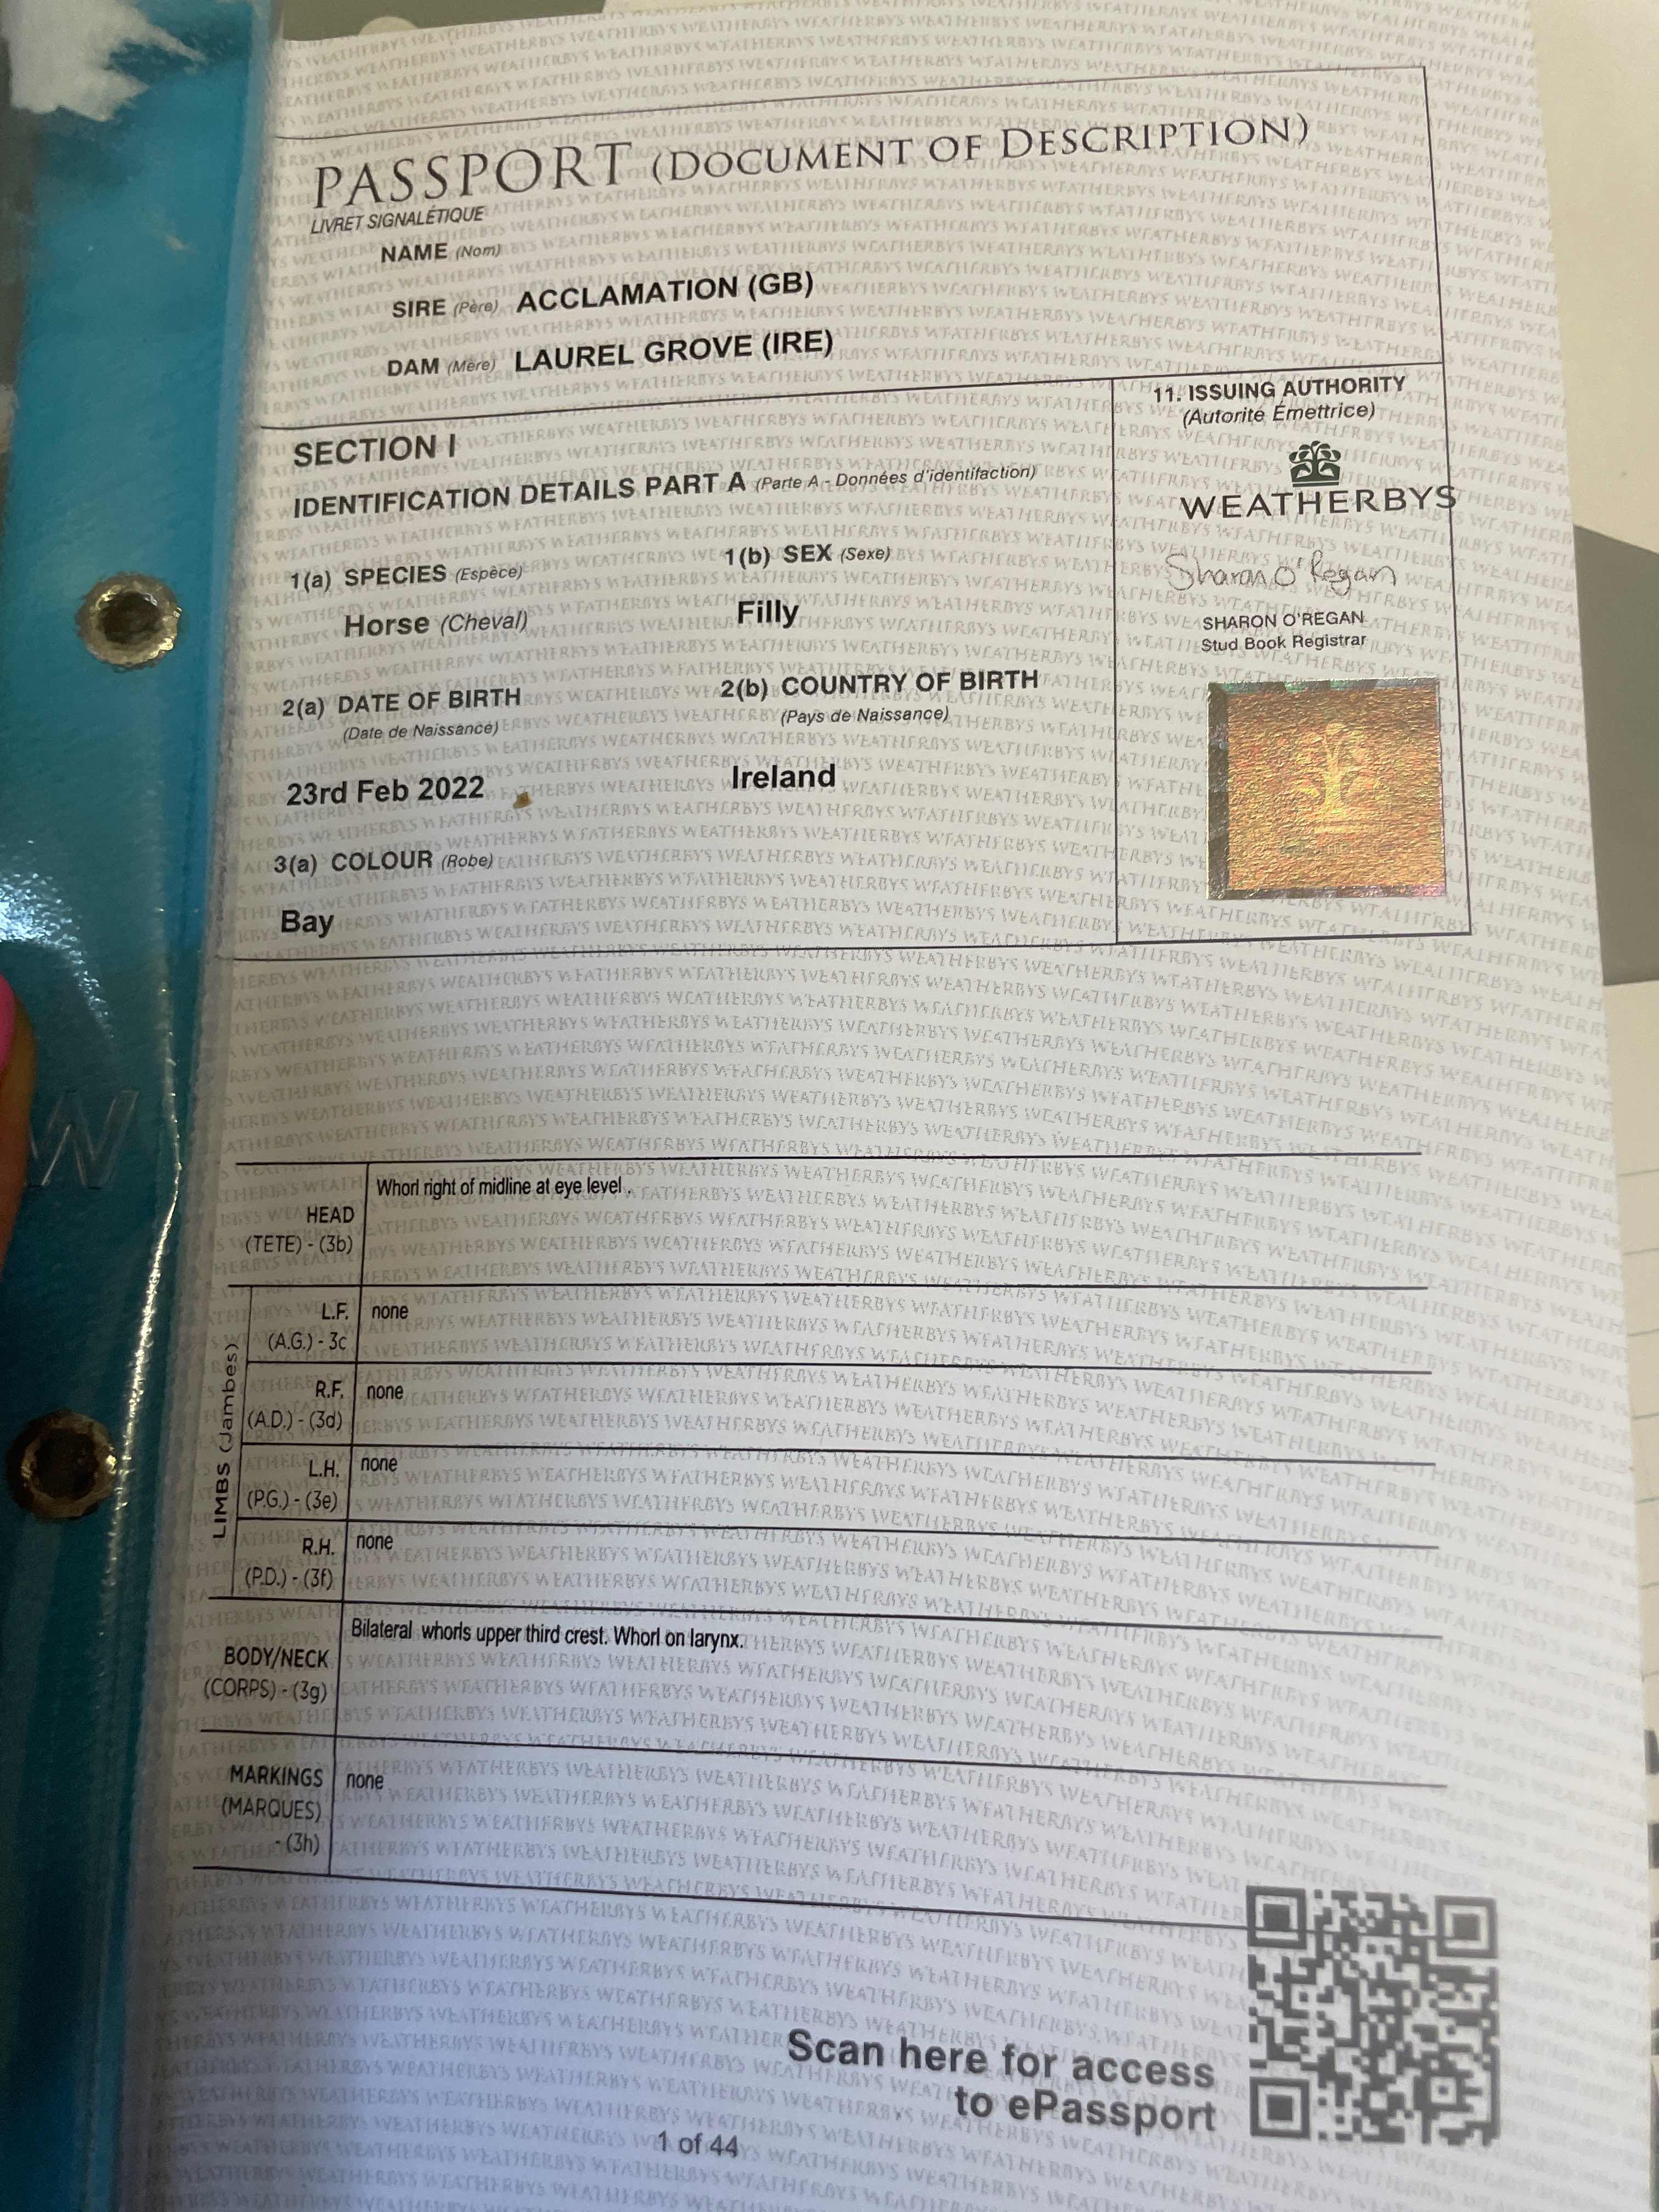 PASSPORT (DOCUMENT OF DESCRIPTION)
LIVRET SIGNALÉTIQUE
NAME (Nom)
SIRE (Père) ACCLAMATION (GB)
DAM (Mère) LAUREL GROVE (IRE)
SECTION I
IDENTIFICATION DETAILS PART A (Parte A - Données d'identifaction)
1(a) SPECIES (Espèce)
Horse (Cheval)
1(b) SEX (Sexe)
Filly
2(a) DATE OF BIRTH
(Date de Naissance)
23rd Feb 2022
2(b) COUNTRY OF BIRTH
(Pays de Naissance)
Ireland
3(a) COLOUR (Robe)
Bay
11. ISSUING AUTHORITY
(Autorité Émettrice)
WEATHERBYS
Sharon O'Regan
SHARON O'REGAN
Stud Book Registrar
HEAD
(TETE) - (3b)
Whorl right of midline at eye level .
LIMBS (Jambes)
L.F.
(A.G.) - 3c
none
R.F.
(A.D.) - (3d)
none
L.H.
(P.G.) - (3e)
none
R.H.
(P.D.) - (3f)
none
BODY/NECK
(CORPS) - (3g)
Bilateral whorls upper third crest. Whorl on larynx.
MARKINGS
(MARQUES)
- (3h)
none
Scan here for access
to ePassport
1 of 44
W